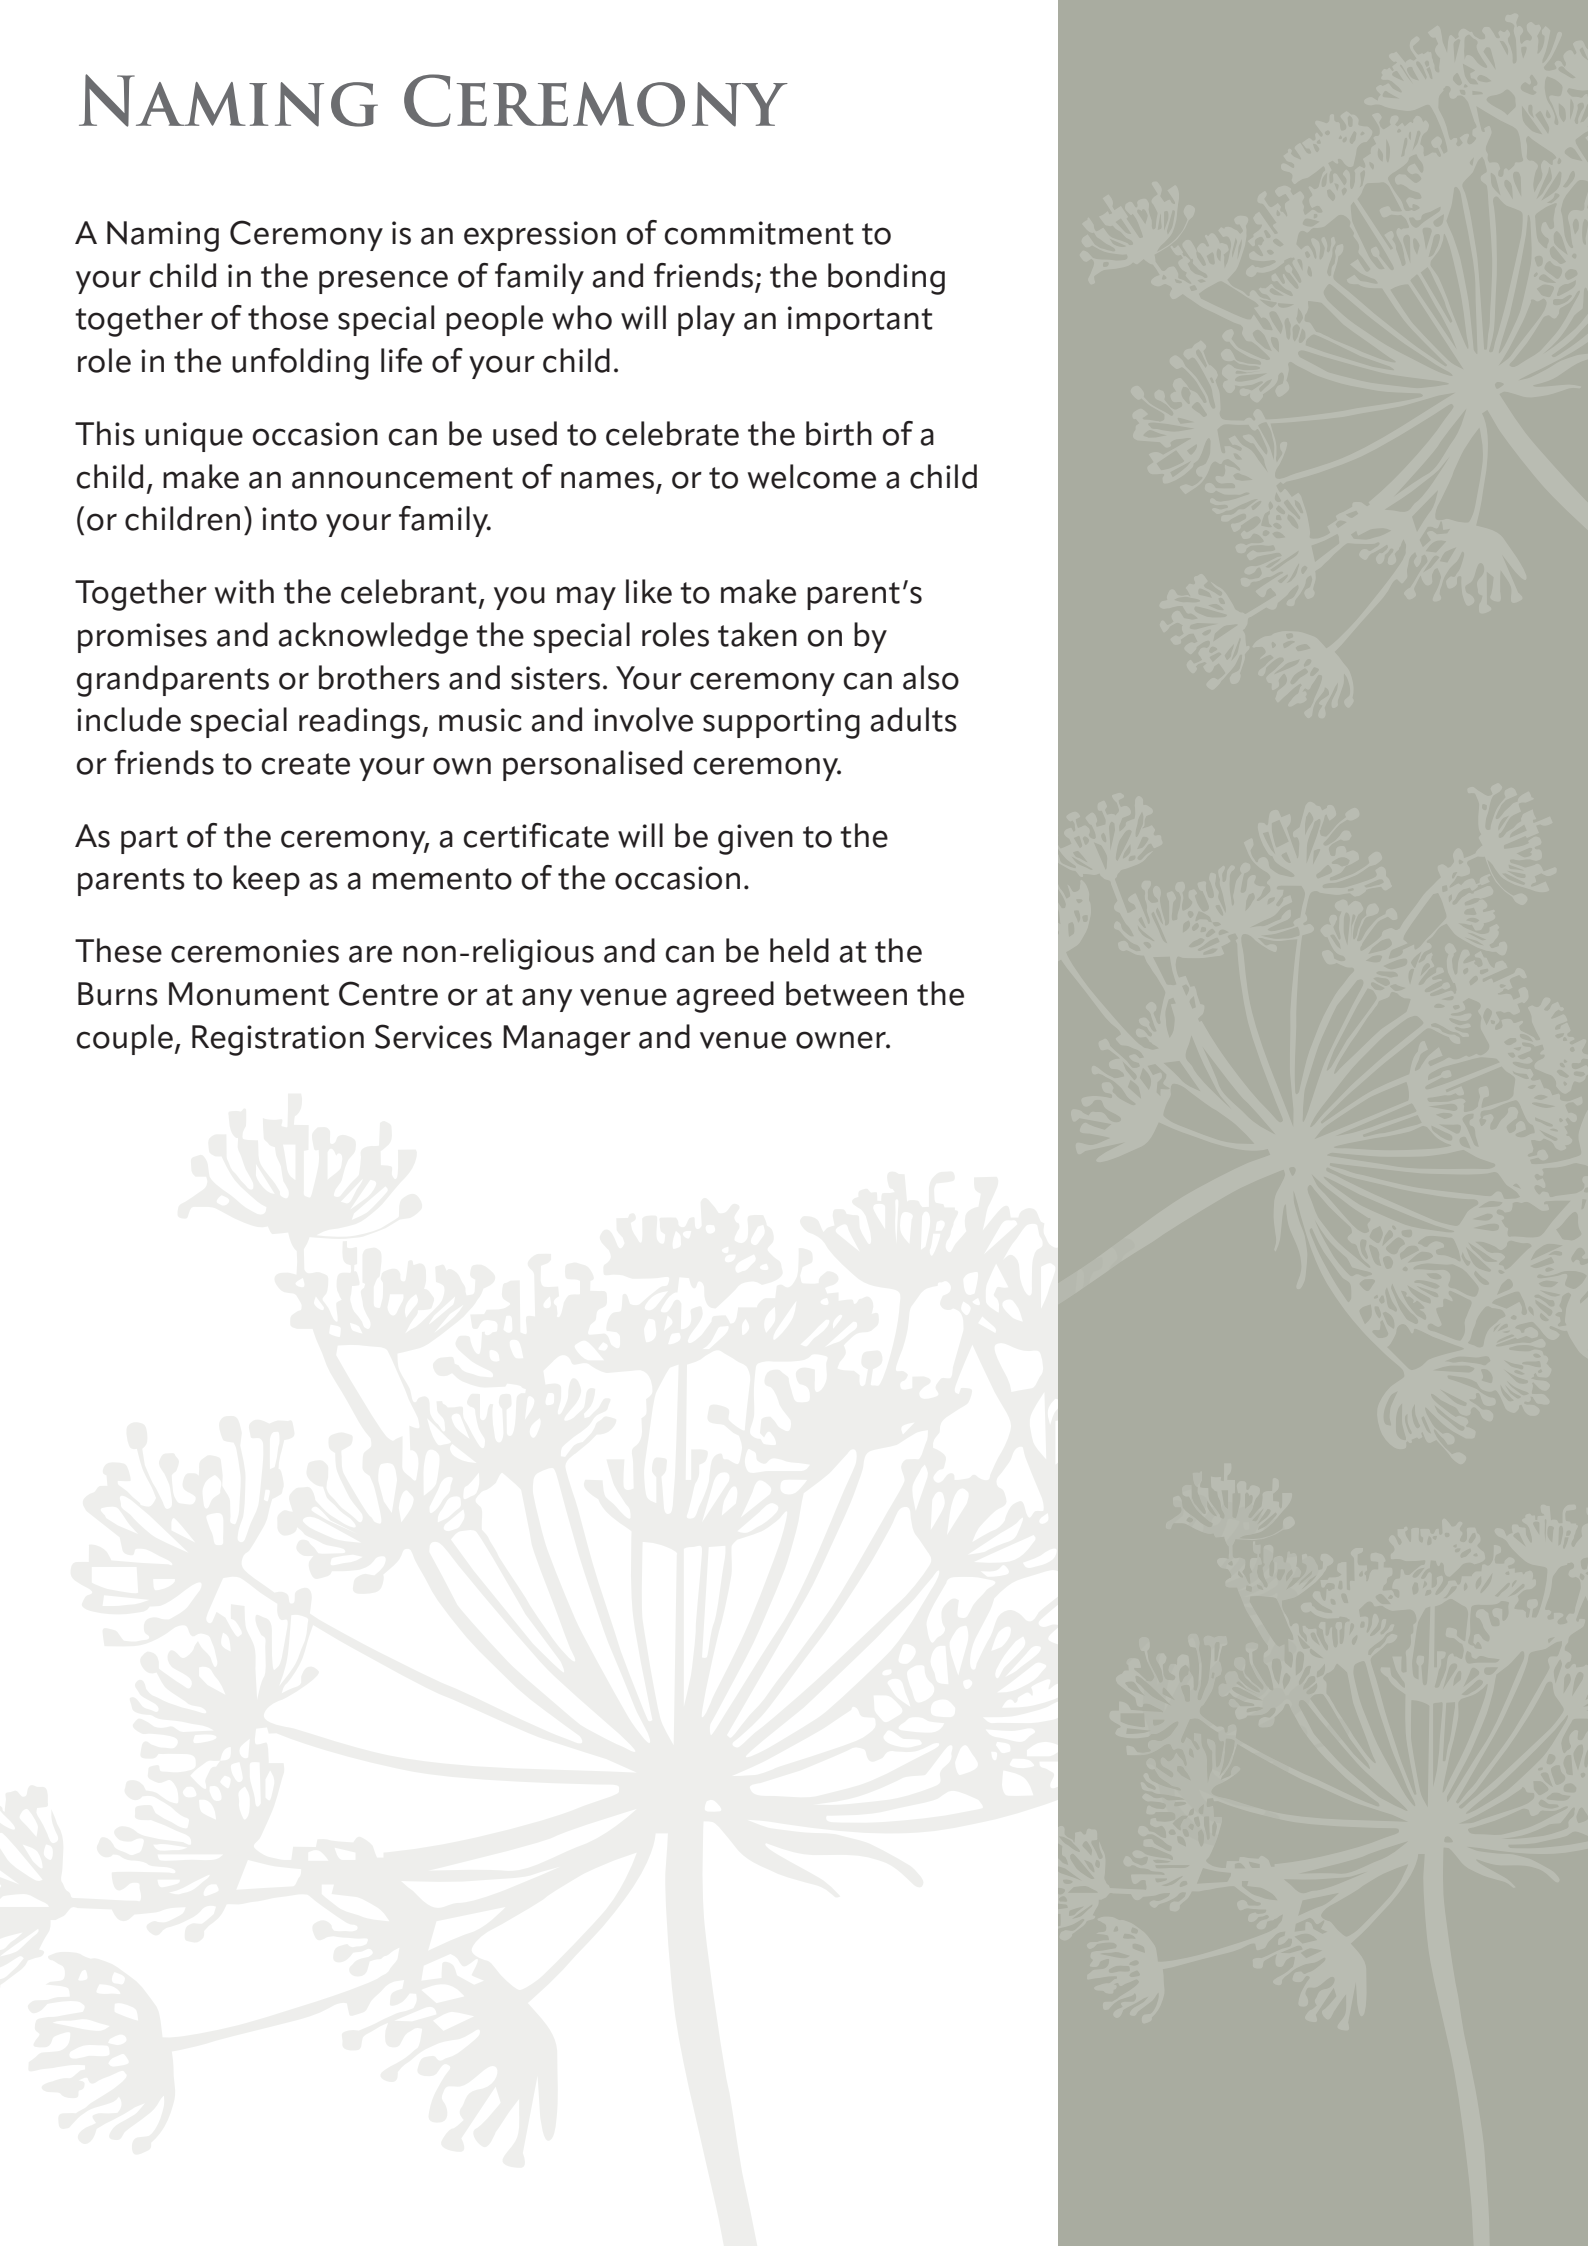 Naming Ceremony
A Naming Ceremony is an expression of commitment to
your child in the presence of family and friends; the bonding
together of those special people who will play an important
role in the unfolding life of your child.
This unique occasion can be used to celebrate the birth of a
child, make an announcement of names, or to welcome a child
(or children) into your family.
Together with the celebrant, you may like to make parent’s
promises and acknowledge the special roles taken on by
grandparents or brothers and sisters. Your ceremony can also
include special readings, music and involve supporting adults
or friends to create your own personalised ceremony.
As part of the ceremony, a certificate will be given to the
parents to keep as a memento of the occasion.
These ceremonies are non-religious and can be held at the
Burns Monument Centre or at any venue agreed between the
couple, Registration Services Manager and venue owner.